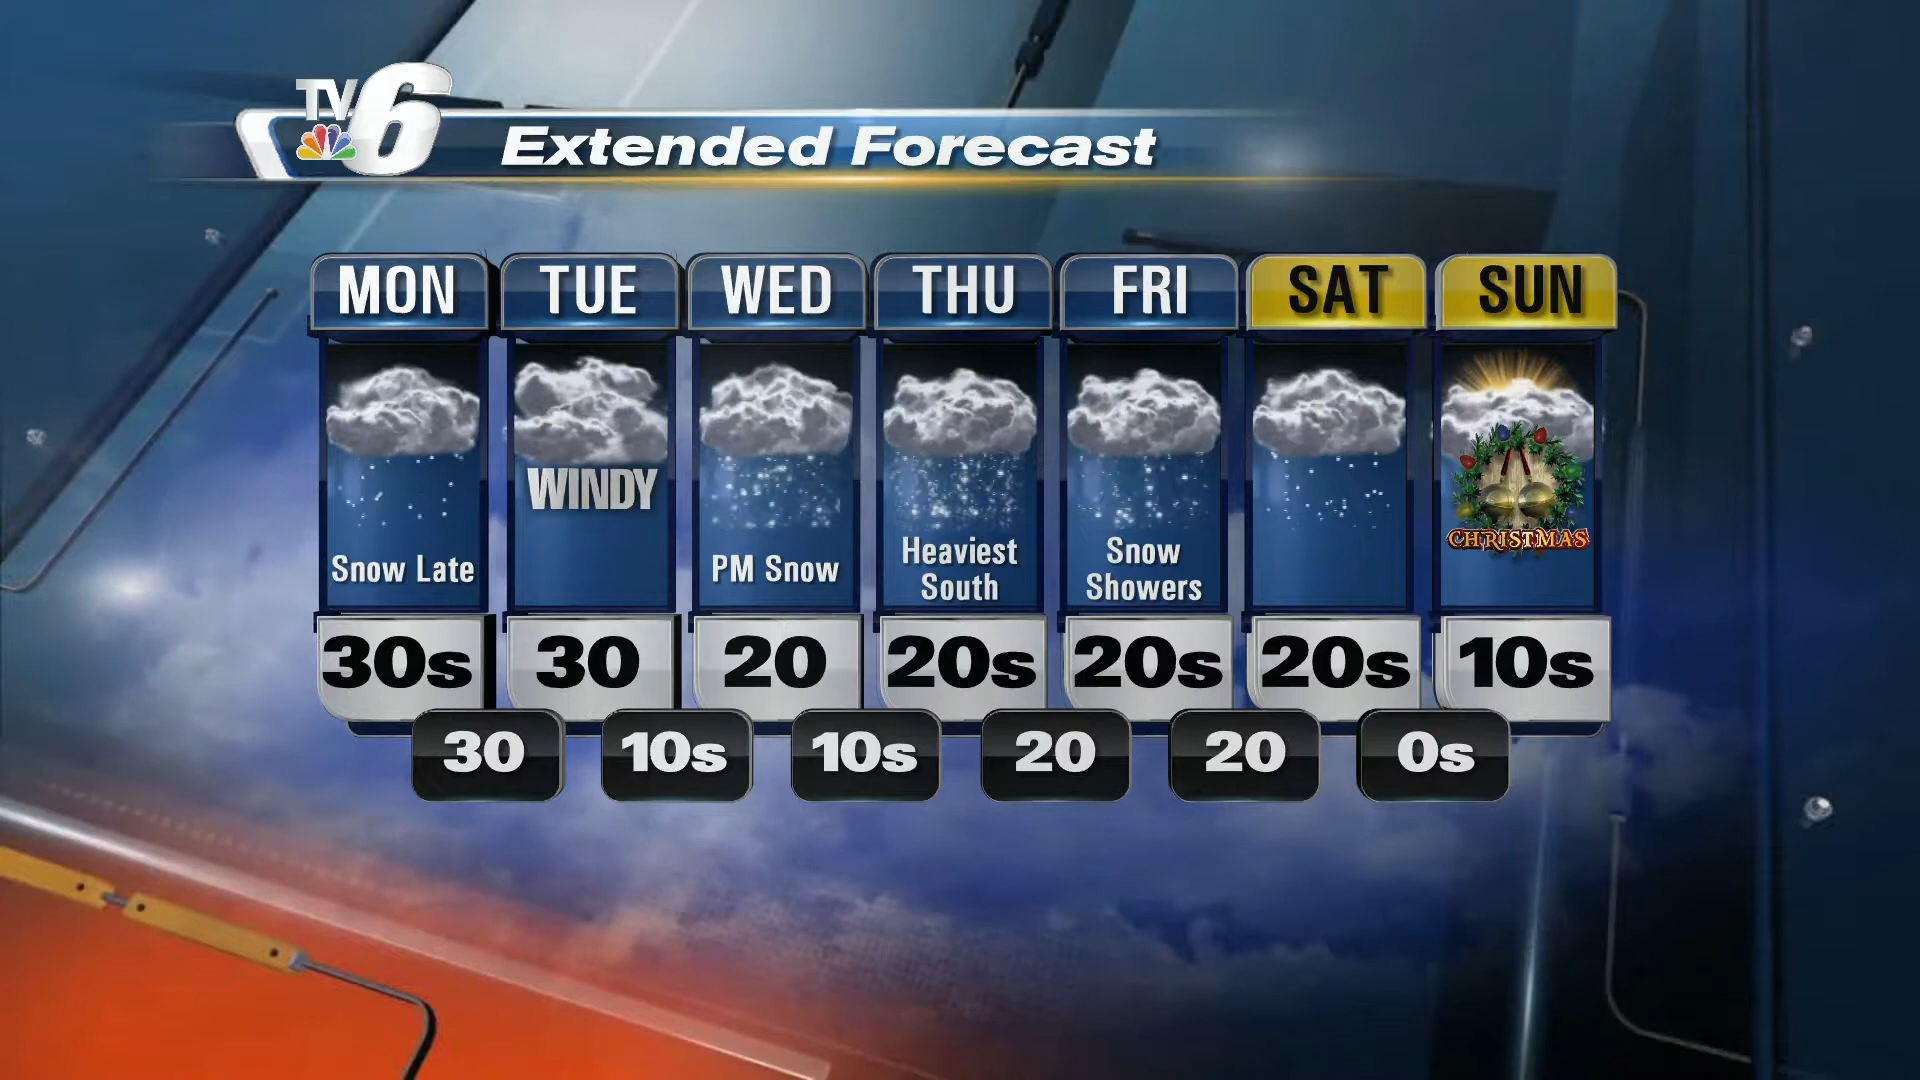 TV6
Extended Forecast
MON TUE WED THU FRI SAT SUN
WINDY
CHRISTMAS
Snow Late
PM Snow
Heaviest
South
Snow
Showers
30s 30 20 20s 20s 20s 10s
30 10s 10s 20 20 0s